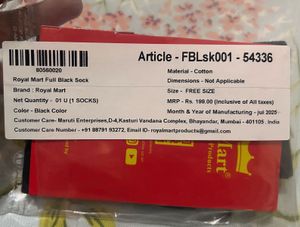 Article - FBLsk001 - 54336
80560020
Royal Mart Full Black Sock
Brand : Royal Mart
Net Quantity - 01 U (1 SOCKS)
Color - Black Color
Material - Cotton
Dimensions - Not Applicable
Size - FREE SIZE
MRP - Rs. 199.00 (Inclusive of All taxes)
Month & Year of Manufacturing - jul 2025
Customer Care- Maruti Enterprises,D-4,Kasturi Vandana Complex, Bhayandar, Mumbai - 401105 . India
Customer Care Number - +91 88791 93272, Email ID- royalmartproducts@gmail.com
Mart
Products